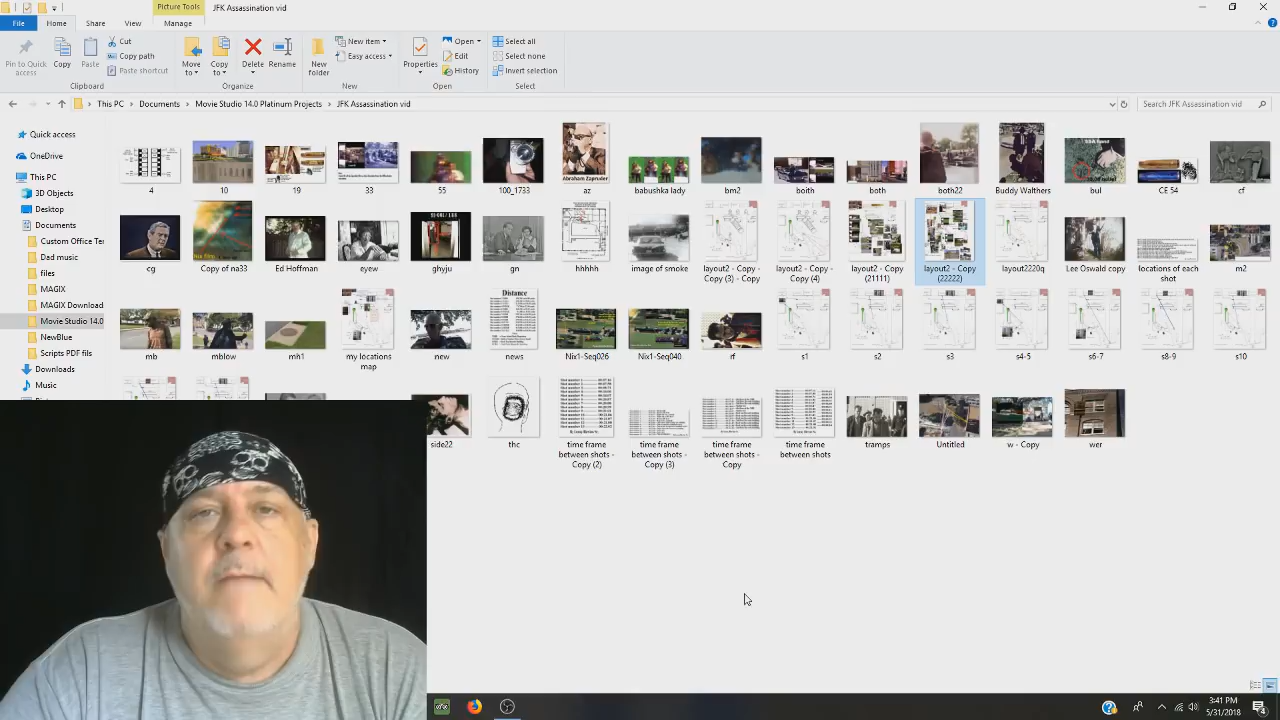 Picture Tools
JFK Assassination vid
File
Home
Share
View
Manage
Pin to Quick access
Copy
Paste
Cut
Copy path
Paste shortcut
Clipboard
Move to
Copy to
Delete
Rename
Organize
New folder
New item
Easy access
New
Properties
Open
Edit
History
Open
Select all
Select none
Invert selection
Select
This PC
Documents
Movie Studio 14.0 Platinum Projects
JFK Assassination vid
Search JFK Assassination vid
Quick access
OneDrive
This PC
3D Objects
Desktop
Documents
Custom Office Ter
Dad music
files
MAGIX
MAGIX Download
Movie Studio 14.0
NewBlue
Scripts PDF files
Downloads
Music
Abraham Zapruder
4
10
19
33
55
100_1733
az
babushka lady
bm2
boith
both
both22
Buddy Walthers
bul
CE 54
cf
cg
Copy of na33
Ed Hoffman
eyew
ghyju
gn
hhhhh
image of smoke
layout2 - Copy - Copy (3) - Copy
layout2 - Copy - Copy (4)
layout2 - Copy (21111)
layout2 - Copy (22222)
layout2220q
Lee Oswald copy
locations of each shot
m2
Distance
mb
mblow
mh1
my locations map
new
news
Nix1-Seq026
Nix1-Seq040
rf
s1
s2
s3
s4-5
s6-7
s8-9
s10
side22
thc
time frame between shots - Copy (2)
time frame between shots - Copy (3)
time frame between shots - Copy
time frame between shots
tramps
Untitled
w - Copy
wer
3:41 PM
5/31/2018